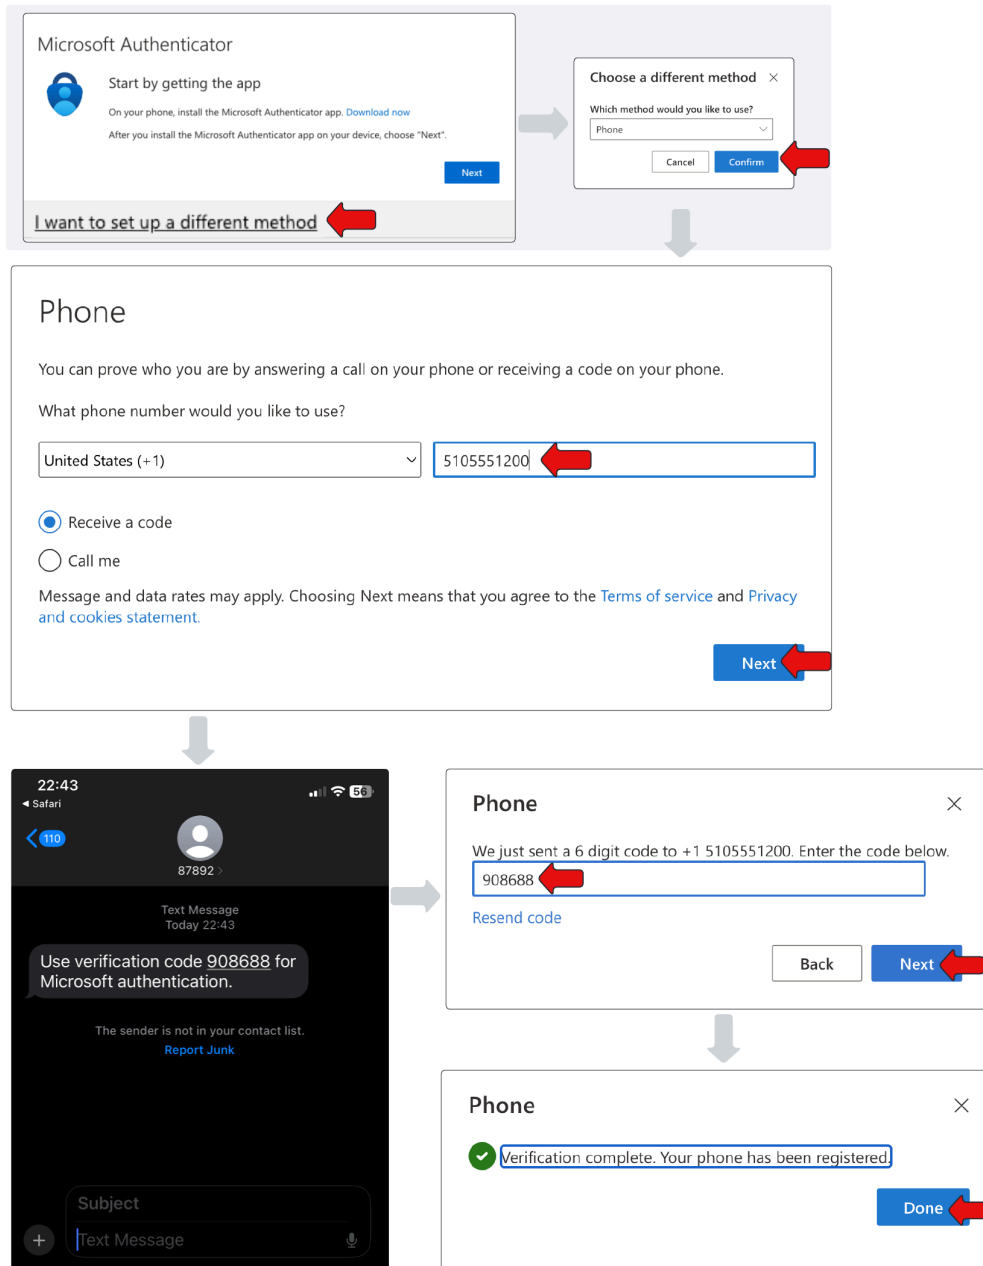 Microsoft Authenticator
Start by getting the app
On your phone, install the Microsoft Authenticator app. Download now
After you install the Microsoft Authenticator app on your device, choose "Next".
Next
I want to set up a different method
Choose a different method
Which method would you like to use?
Phone
Cancel
Confirm
Phone
You can prove who you are by answering a call on your phone or receiving a code on your phone.
What phone number would you like to use?
United States (+1)
5105551200
Receive a code
Call me
Message and data rates may apply. Choosing Next means that you agree to the Terms of service and Privacy
and cookies statement.
Next
22:43
56
Safari
110
87892
Text Message
Today 22:43
Use verification code 908688 for
Microsoft authentication.
The sender is not in your contact list.
Report Junk
Subject
Text Message
Phone
We just sent a 6 digit code to +1 5105551200. Enter the code below.
908688
Resend code
Back
Next
Phone
Verification complete. Your phone has been registered.
Done